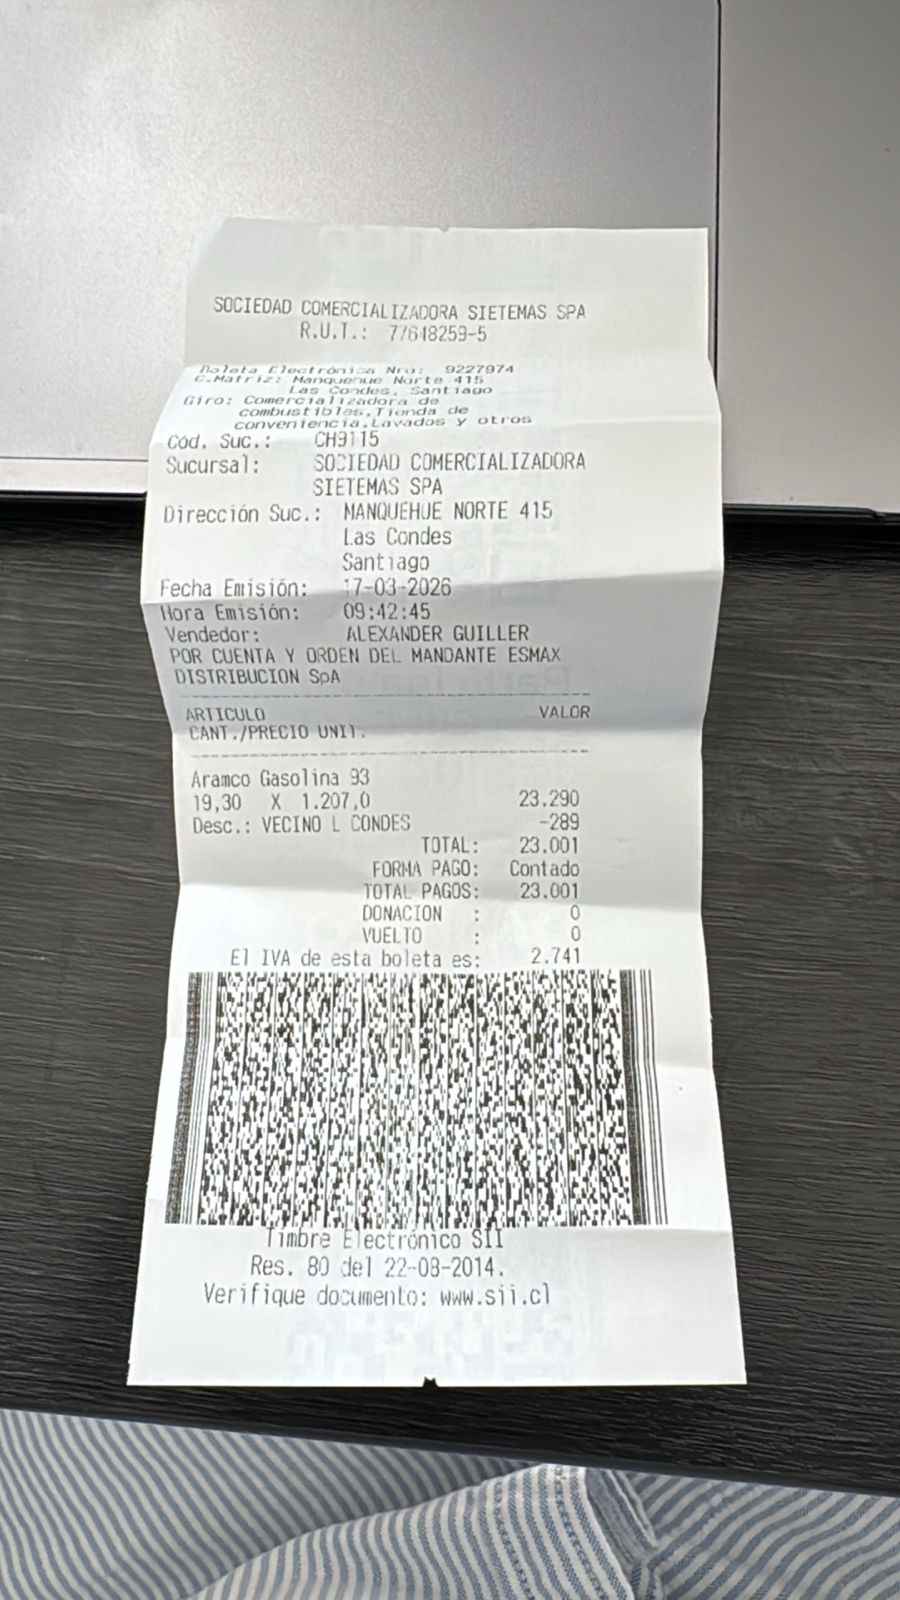 SOCIEDAD COMERCIALIZADORA SIETEMAS SPA
R.U.T.: 77648259-5
Boleta Electrónica Nro: 9227974
C.Matriz: Manquehue Norte 415
Las Condes, Santiago
Giro: Comercializadora de
combustibles,Tienda de
conveniencia,Lavados y otros
Cód. Suc.: CH9115
Sucursal: SOCIEDAD COMERCIALIZADORA
SIETEMAS SPA
Dirección Suc.: MANQUEHUE NORTE 415
Las Condes
Santiago
Fecha Emisión: 17-03-2026
Hora Emisión: 09:42:45
Vendedor: ALEXANDER GUILLER
POR CUENTA Y ORDEN DEL MANDANTE ESMAX
DISTRIBUCION SpA
ARTICULO VALOR
CANT./PRECIO UNIT.
Aramco Gasolina 93
19,30 X 1.207,0 23.290
Desc.: VECINO L CONDES -289
TOTAL: 23.001
FORMA PAGO: Contado
TOTAL PAGOS: 23.001
DONACION : 0
VUELTO : 0
El IVA de esta boleta es: 2.741
Timbre Electrónico SII
Res. 80 del 22-08-2014.
Verifique documento: www.sii.cl